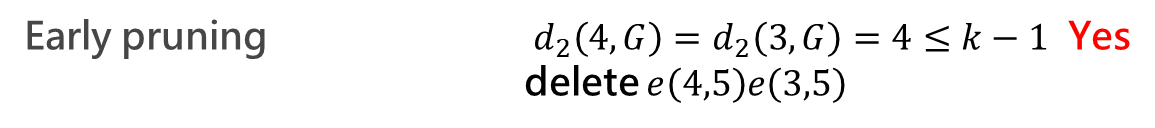 Early pruning
d₂(4, G) = d₂(3, G) = 4 ≤ k − 1 Yes
delete e(4,5)e(3,5)